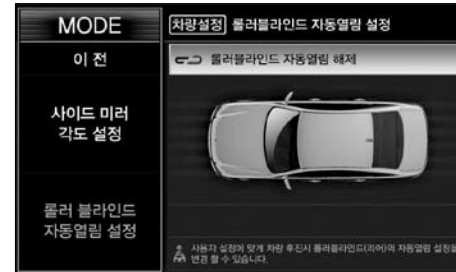 MODE
차량설정 롤러블라인드 자동열림 설정
이 전
롤러블라인드 자동열림 해제
사이드 미러
각도 설정
롤러 블라인드
자동열림 설정
사용자 설정에 맞게 차량 후진시 롤러블라인드(리어)의 자동열림 설정을
변경 할 수 있습니다.